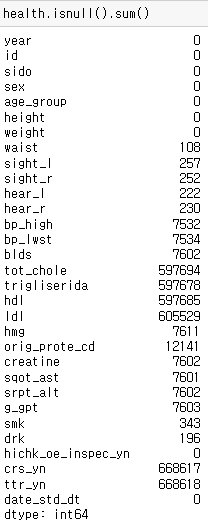 health.isnull().sum()
year 0
id 0
sido 0
sex 0
age_group 0
height 0
weight 0
waist 108
sight_l 257
sight_r 252
hear_l 222
hear_r 230
bp_high 7532
bp_lwst 7534
blds 7602
tot_chole 597694
trigliserida 597678
hdl 597685
ldl 605529
hmg 7611
orig_prote_cd 12141
creatine 7602
sqot_ast 7601
srpt_alt 7602
g_gpt 7603
smk 343
drk 196
hichk_oe_inspec_yn 0
crs_yn 668617
ttr_yn 668618
date_std_dt 0
dtype: int64